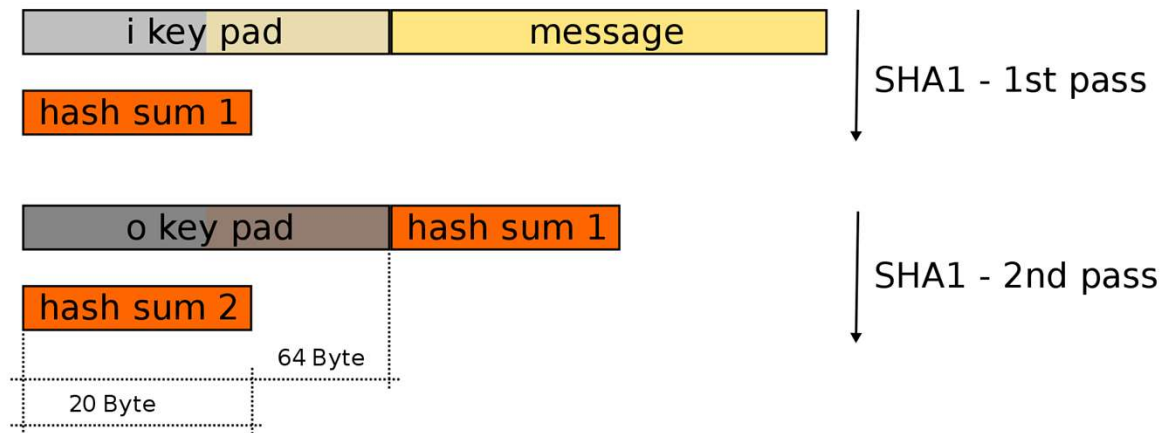 i key pad
message
SHA1 - 1st pass
hash sum 1
o key pad
hash sum 1
SHA1 - 2nd pass
hash sum 2
64 Byte
20 Byte